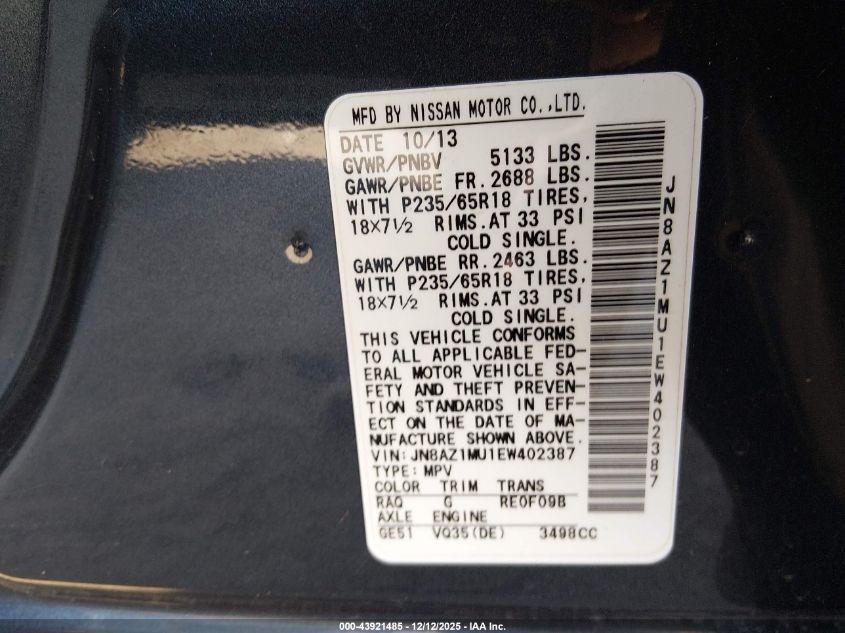 MFD BY NISSAN MOTOR CO.,LTD.
DATE 10/13
GVWR/PNBV 5133 LBS.
GAWR/PNBE FR. 2688 LBS.
WITH P235/65R18 TIRES,
18X7½ RIMS.AT 33 PSI
COLD SINGLE.
GAWR/PNBE RR. 2463 LBS.
WITH P235/65R18 TIRES,
18X7½ RIMS.AT 33 PSI
COLD SINGLE.
THIS VEHICLE CONFORMS
TO ALL APPLICABLE FED-
ERAL MOTOR VEHICLE SA-
FETY AND THEFT PREVEN-
TION STANDARDS IN EFF-
ECT ON THE DATE OF MA-
NUFACTURE SHOWN ABOVE.
VIN: JN8AZ1MU1EW402387
TYPE: MPV
COLOR TRIM TRANS
RAQ G RE0F09B
AXLE ENGINE
GE51 VQ35(DE) 3498CC
JN8AZ1MU1EW402387
000-43921485 - 12/12/2025 - IAA Inc.